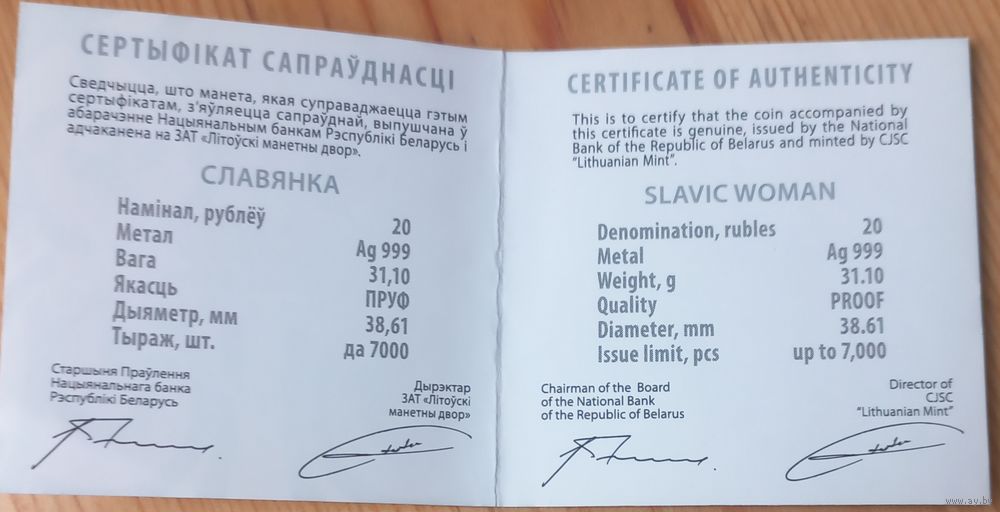 СЕРТЫФІКАТ САПРАЎДНАСЦІ
Сведчыцца, што манета, якая суправаджаецца гэтым
сертыфікатам, з’яўляецца сапраўднай, выпушчана ў
абарачэнне Нацыянальным банкам Рэспублікі Беларусь і
адчаканена на ЗАТ «Літоўскі манетны двор».
СЛАВЯНКА
Намінал, рублёў 20
Метал Ag 999
Вага 31,10
Якасць ПРУФ
Дыяметр, мм 38,61
Тыраж, шт. да 7000
Старшыня Праўлення
Нацыянальнага банка
Рэспублікі Беларусь
Дырэктар
ЗАТ «Літоўскі
манетны двор»
CERTIFICATE OF AUTHENTICITY
This is to certify that the coin accompanied by
this certificate is genuine, issued by the National
Bank of the Republic of Belarus and minted by CJSC
“Lithuanian Mint”.
SLAVIC WOMAN
Denomination, rubles 20
Metal Ag 999
Weight, g 31.10
Quality PROOF
Diameter, mm 38.61
Issue limit, pcs up to 7,000
Chairman of the Board
of the National Bank
of the Republic of Belarus
Director of
CJSC
“Lithuanian Mint”
www.av.by